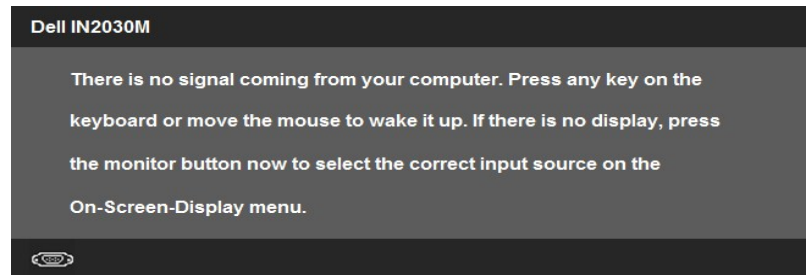 Dell IN2030M
There is no signal coming from your computer. Press any key on the
keyboard or move the mouse to wake it up. If there is no display, press
the monitor button now to select the correct input source on the
On-Screen-Display menu.